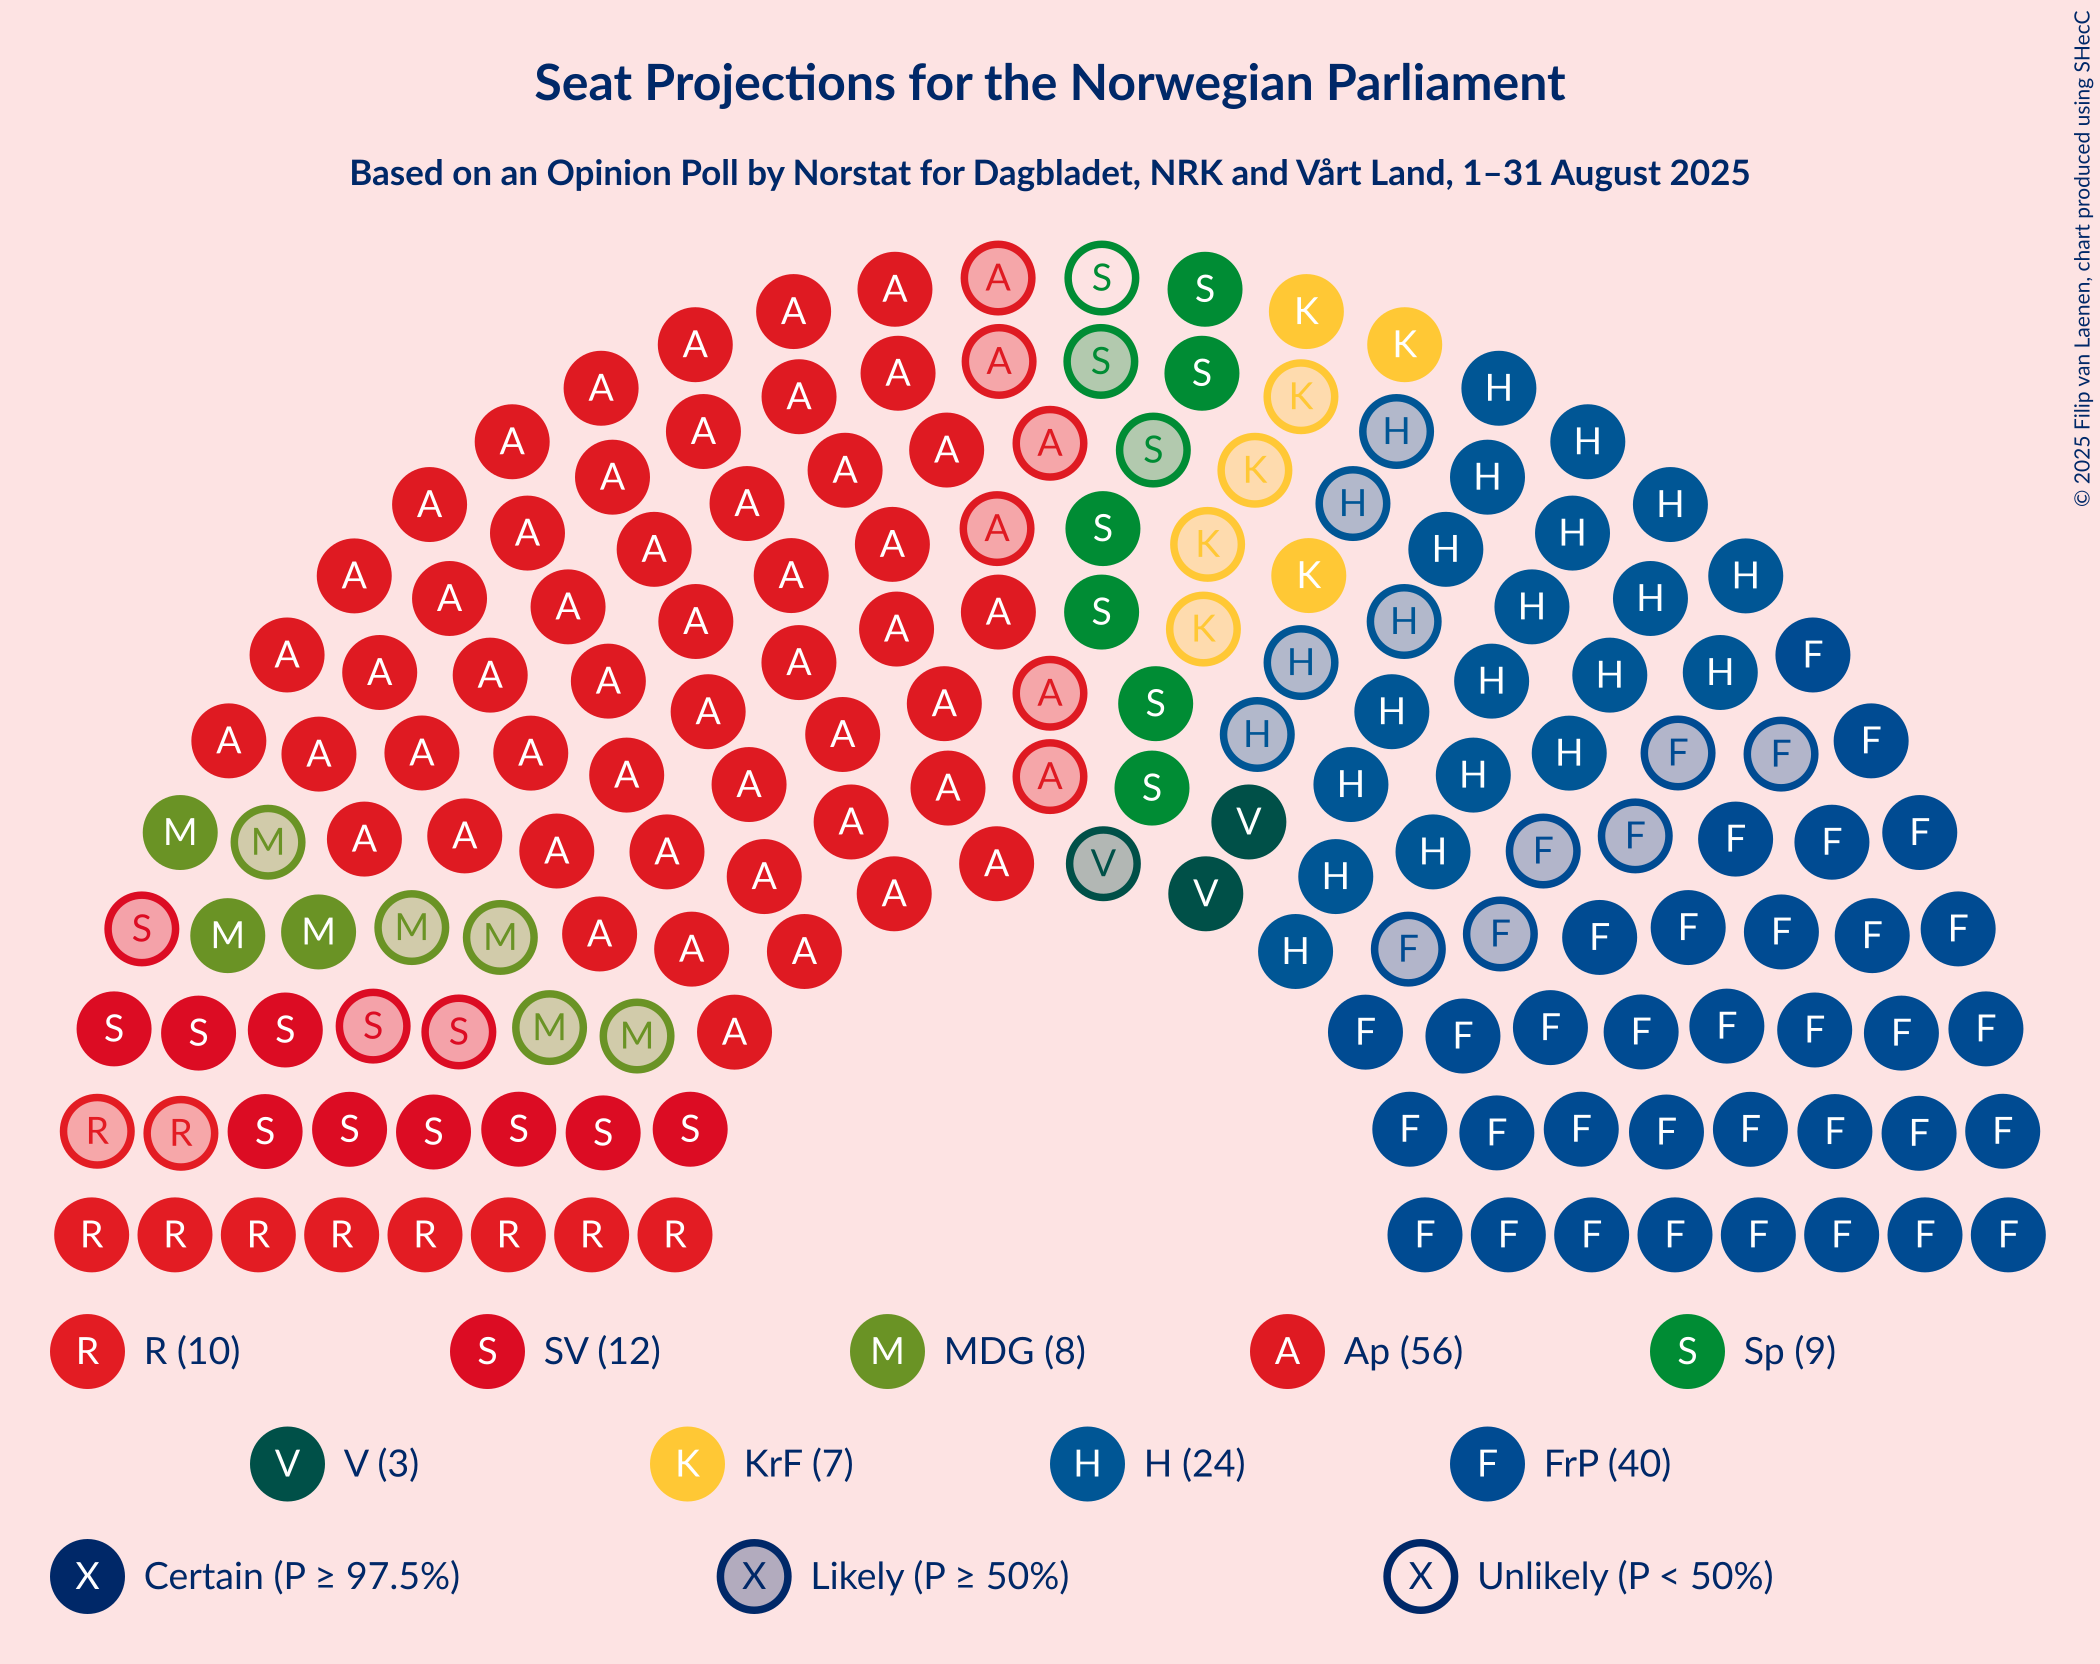 Seat Projections for the Norwegian Parliament
Based on an Opinion Poll by Norstat for Dagbladet, NRK and Vårt Land, 1–31 August 2025
© 2025 Filip van Laenen, chart produced using SHecC
A A A S S K
A A K
A A A S S K H H
A A A H
A A A A S K H H
A A A S K H H
A A A A S K K H H
A A A A S K H H H
A A A A A S H H H H F
A A A A A A A S H H H H H
A A A A A A A A S H H H H F F F
M M A A A A A A A A V V V H H F F F F F
S M M M M A A A H F F F F F F F
S S S S S M M A F F F F F F F F
R R S S S S S S F F F F F F F F
R R R R R R R R F F F F F F F F
R R (10) S SV (12) M MDG (8) A Ap (56) S Sp (9)
V V (3) K KrF (7) H H (24) F FrP (40)
X Certain (P ≥ 97.5%) X Likely (P ≥ 50%) X Unlikely (P < 50%)